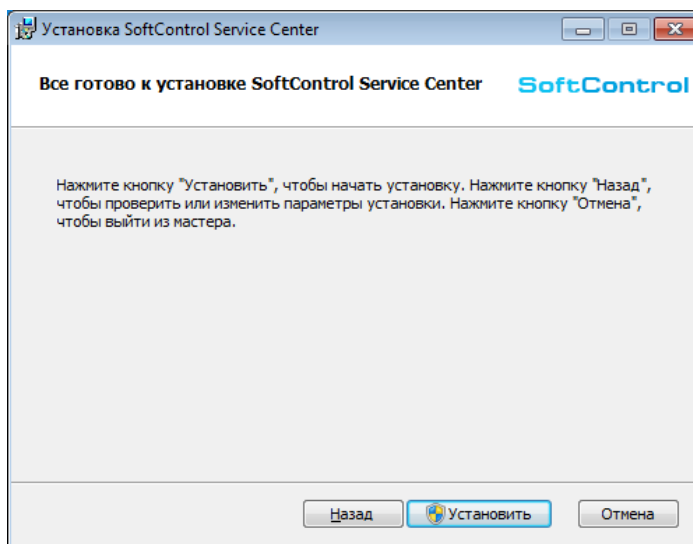 Установка SoftControl Service Center
Все готово к установке SoftControl Service Center
SoftControl
Нажмите кнопку "Установить", чтобы начать установку. Нажмите кнопку "Назад",
чтобы проверить или изменить параметры установки. Нажмите кнопку "Отмена",
чтобы выйти из мастера.
Назад
Установить
Отмена